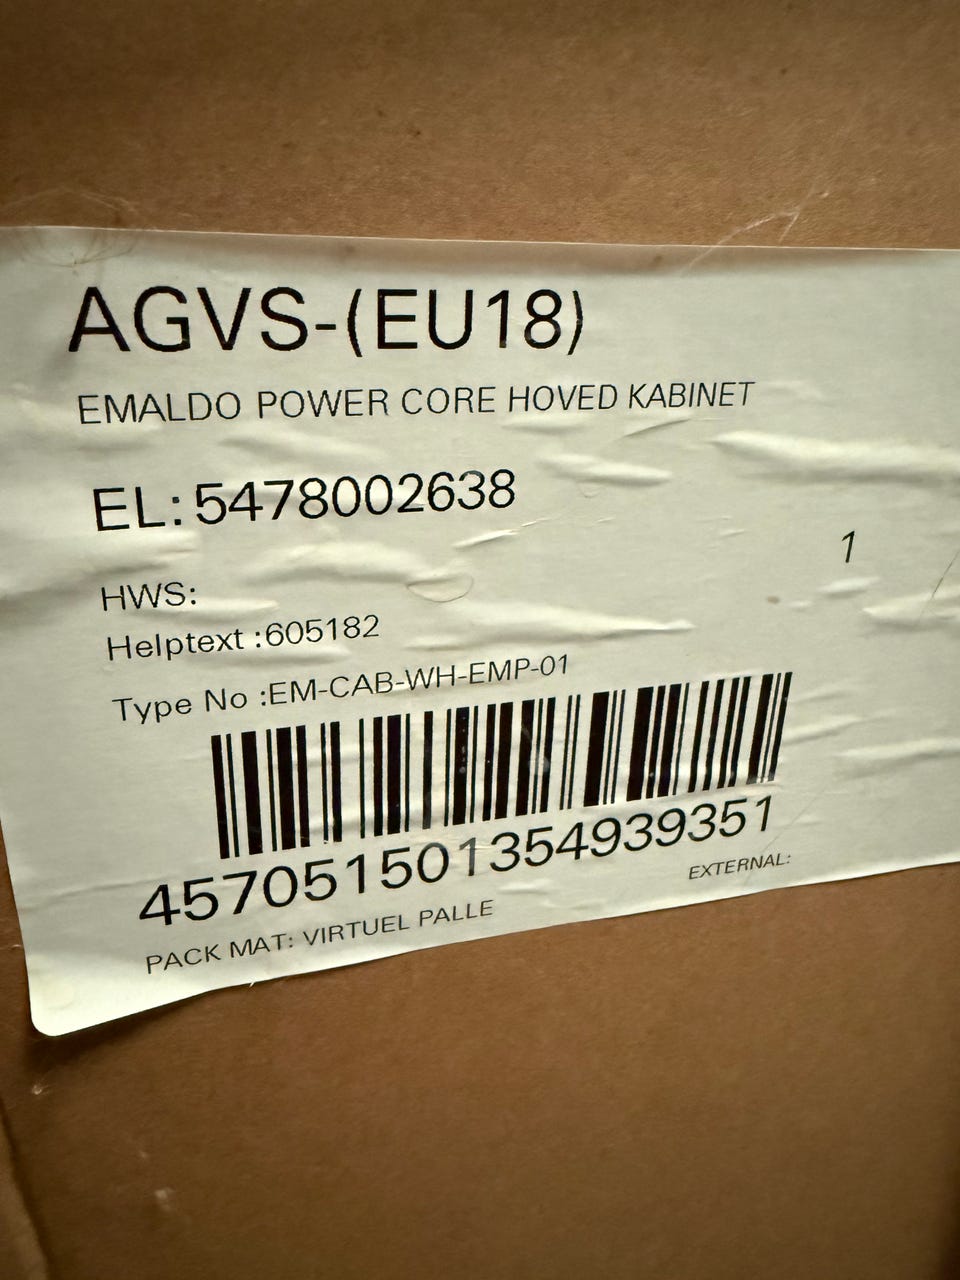 AGVS-(EU18)
EMALDO POWER CORE HOVED KABINET
EL: 5478002638
1
HWS:
Helptext :605182
Type No :EM-CAB-WH-EMP-01
457051501354939351
EXTERNAL:
PACK MAT: VIRTUEL PALLE